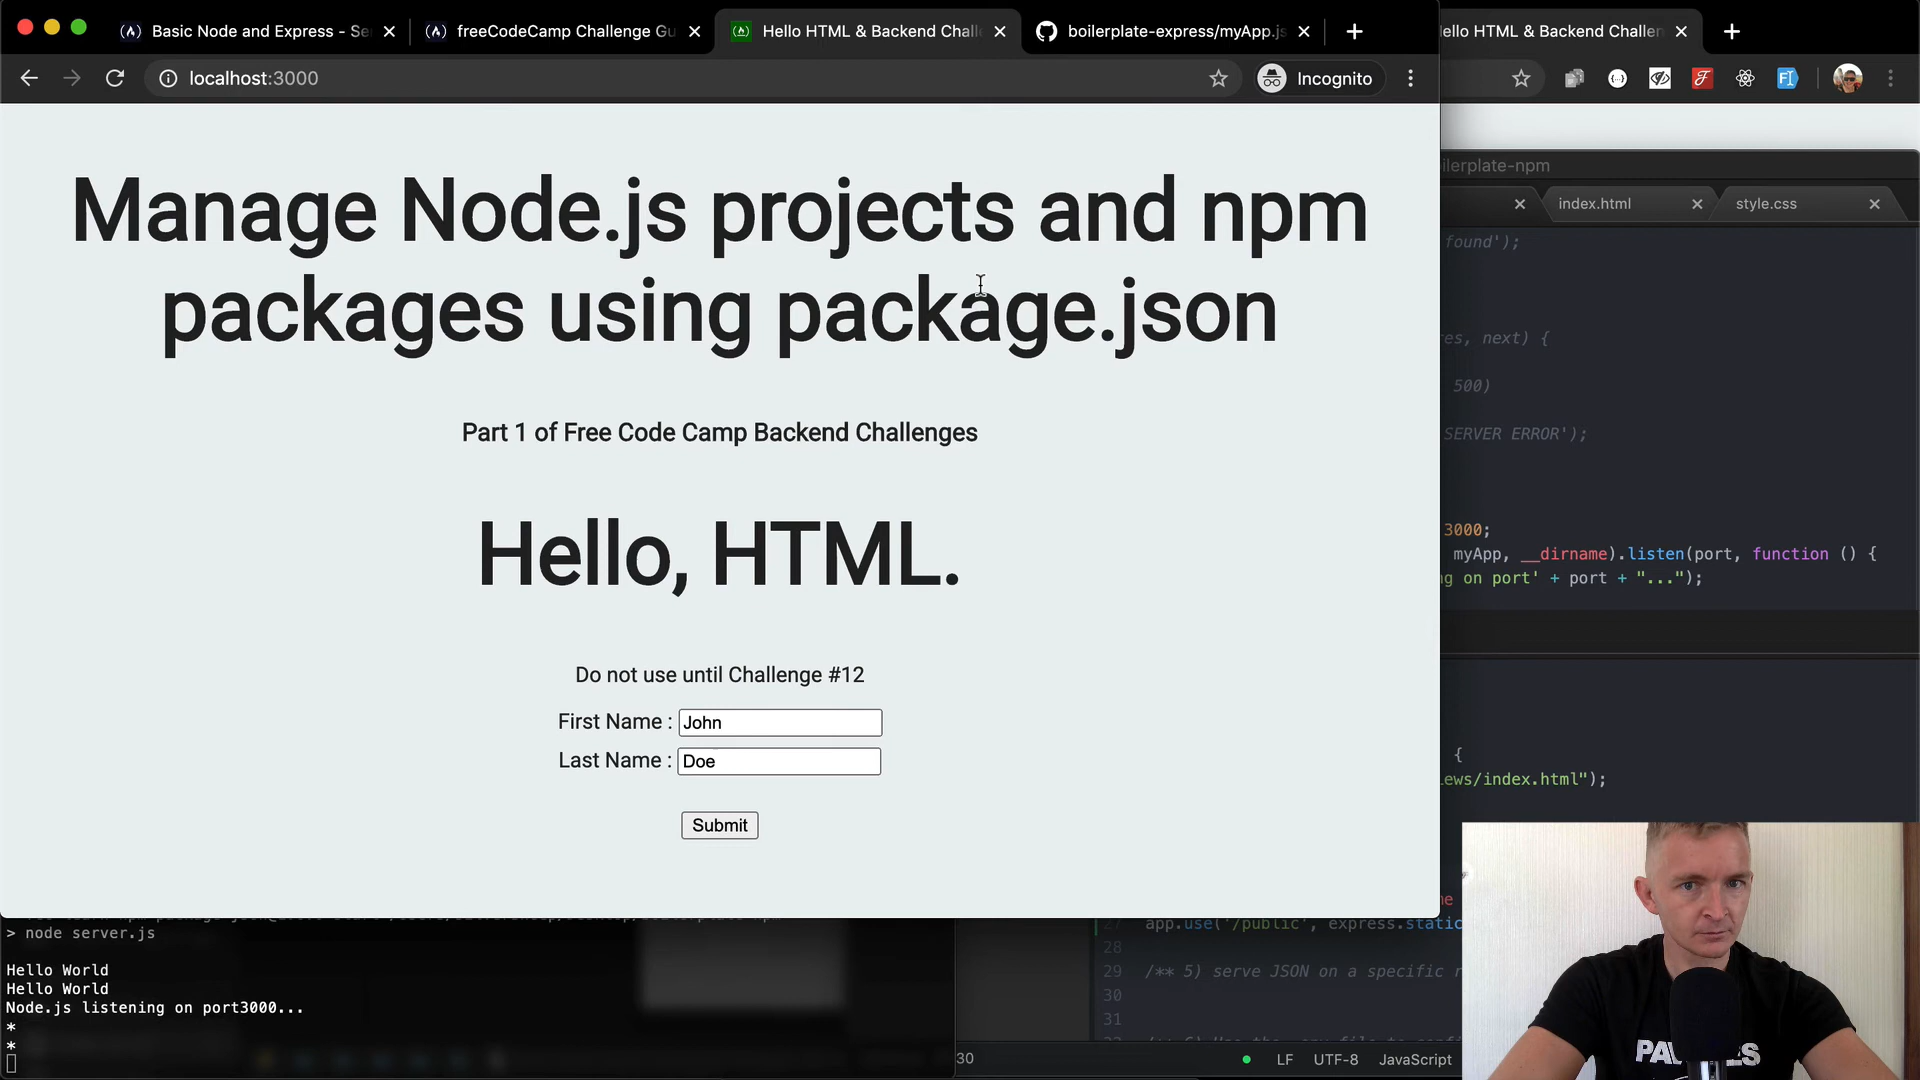 Basic Node and Express - Se
freeCodeCamp Challenge Gu
Hello HTML & Backend Chall
boilerplate-express/myApp.js
ello HTML & Backend Challen
localhost:3000
Incognito
Manage Node.js projects and npm
packages using package.json
Part 1 of Free Code Camp Backend Challenges
Hello, HTML.
Do not use until Challenge #12
First Name : John
Last Name : Doe
Submit
oilerplate-npm
index.html
style.css
found');
res, next) {
500)
SERVER ERROR');
3000;
myApp, __dirname).listen(port, function () {
ng on port' + port + "...");
{
ews/index.html");
me
27 app.use('/public', express.static
28
29 /** 5) serve JSON on a specific r
30
31
> node server.js
Hello World
Hello World
Node.js listening on port3000...
*
*
30
LF
UTF-8
JavaScript